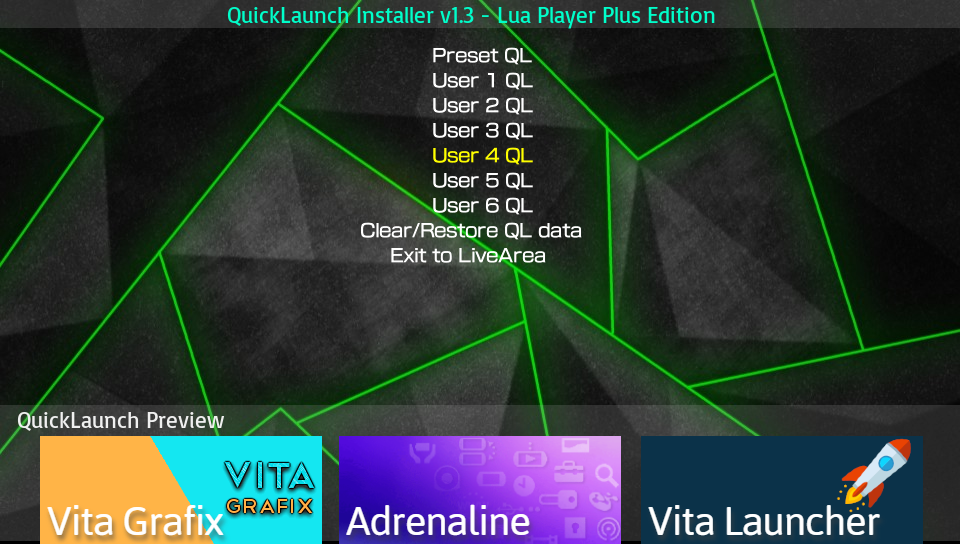 QuickLaunch Installer v1.3 - Lua Player Plus Edition
Preset QL
User 1 QL
User 2 QL
User 3 QL
User 4 QL
User 5 QL
User 6 QL
Clear/Restore QL data
Exit to LiveArea
QuickLaunch Preview
VITA
GRAFIX
Vita Grafix
Adrenaline
Vita Launcher